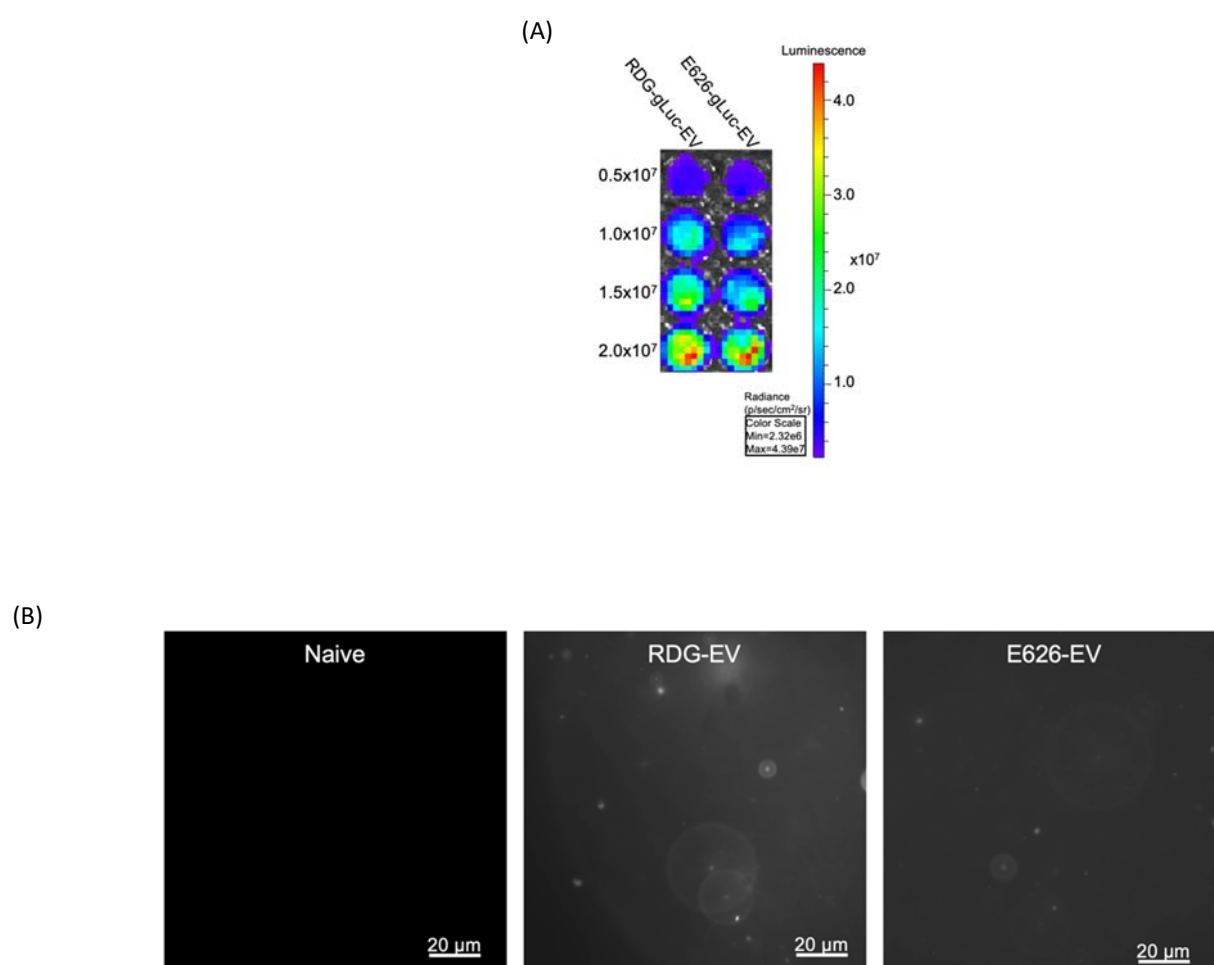 (A)
Luminescence
RDG-gLuc-EV
E626-gLuc-EV
4.0
0.5x10⁷
3.0
1.0x10⁷
x10⁷
1.5x10⁷
2.0
2.0x10⁷
1.0
Radiance
(p/sec/cm²/sr)
Color Scale
Min=2.32e6
Max=4.39e7
(B)
Naive
RDG-EV
E626-EV
20 µm
20 µm
20 µm